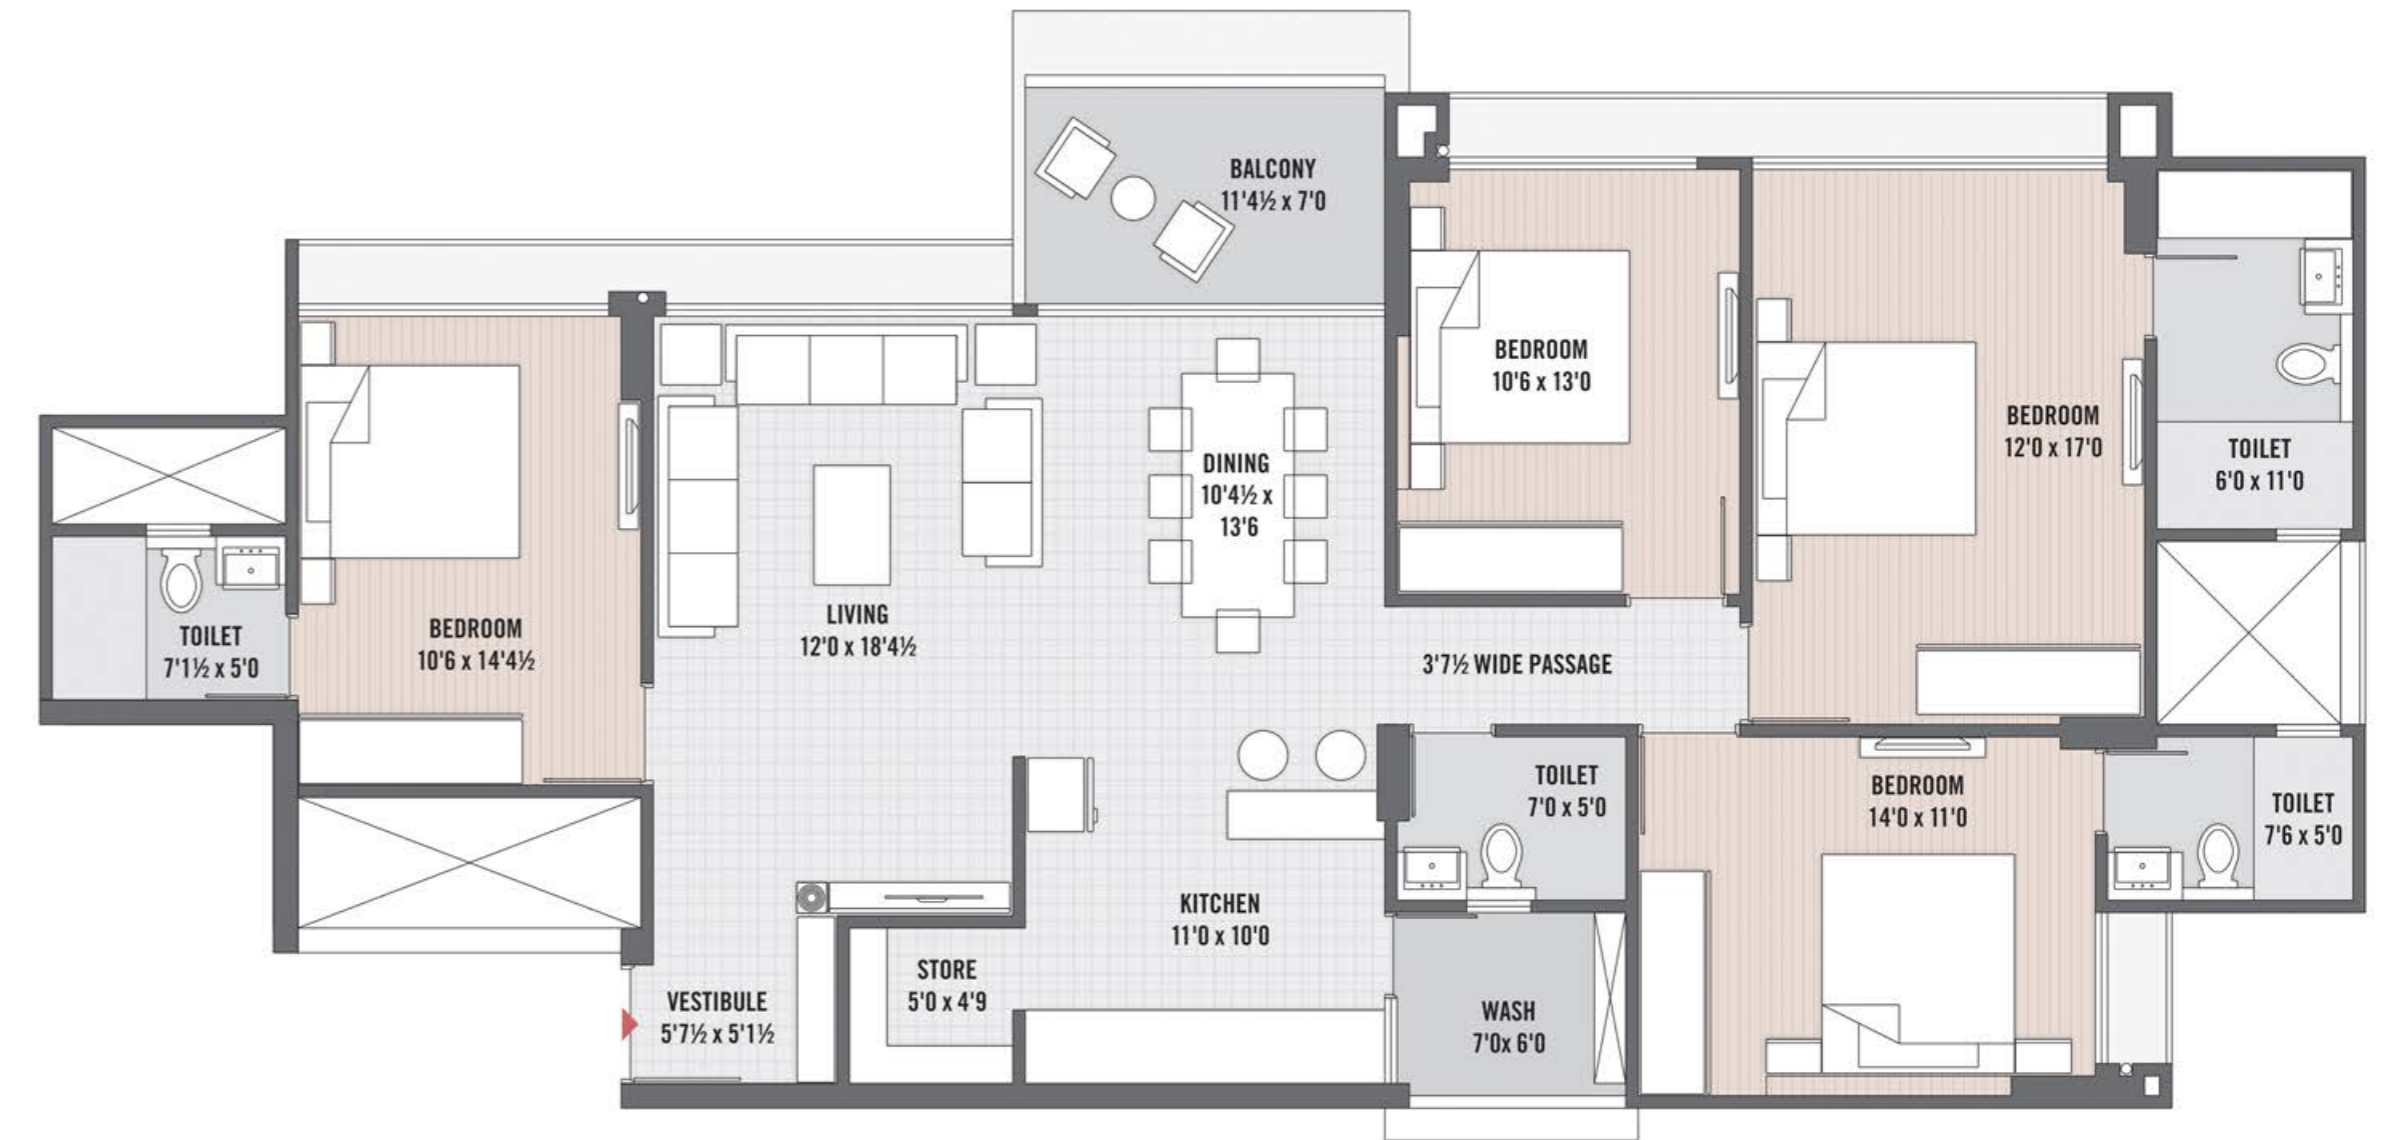 BALCONY
11'4½ x 7'0
BEDROOM
10'6 x 13'0
BEDROOM
12'0 x 17'0
TOILET
6'0 x 11'0
DINING
10'4½ x
13'6
LIVING
12'0 x 18'4½
TOILET
7'1½ x 5'0
BEDROOM
10'6 x 14'4½
3'7½ WIDE PASSAGE
TOILET
7'0 x 5'0
BEDROOM
14'0 x 11'0
TOILET
7'6 x 5'0
KITCHEN
11'0 x 10'0
STORE
5'0 x 4'9
VESTIBULE
5'7½ x 5'1½
WASH
7'0x 6'0